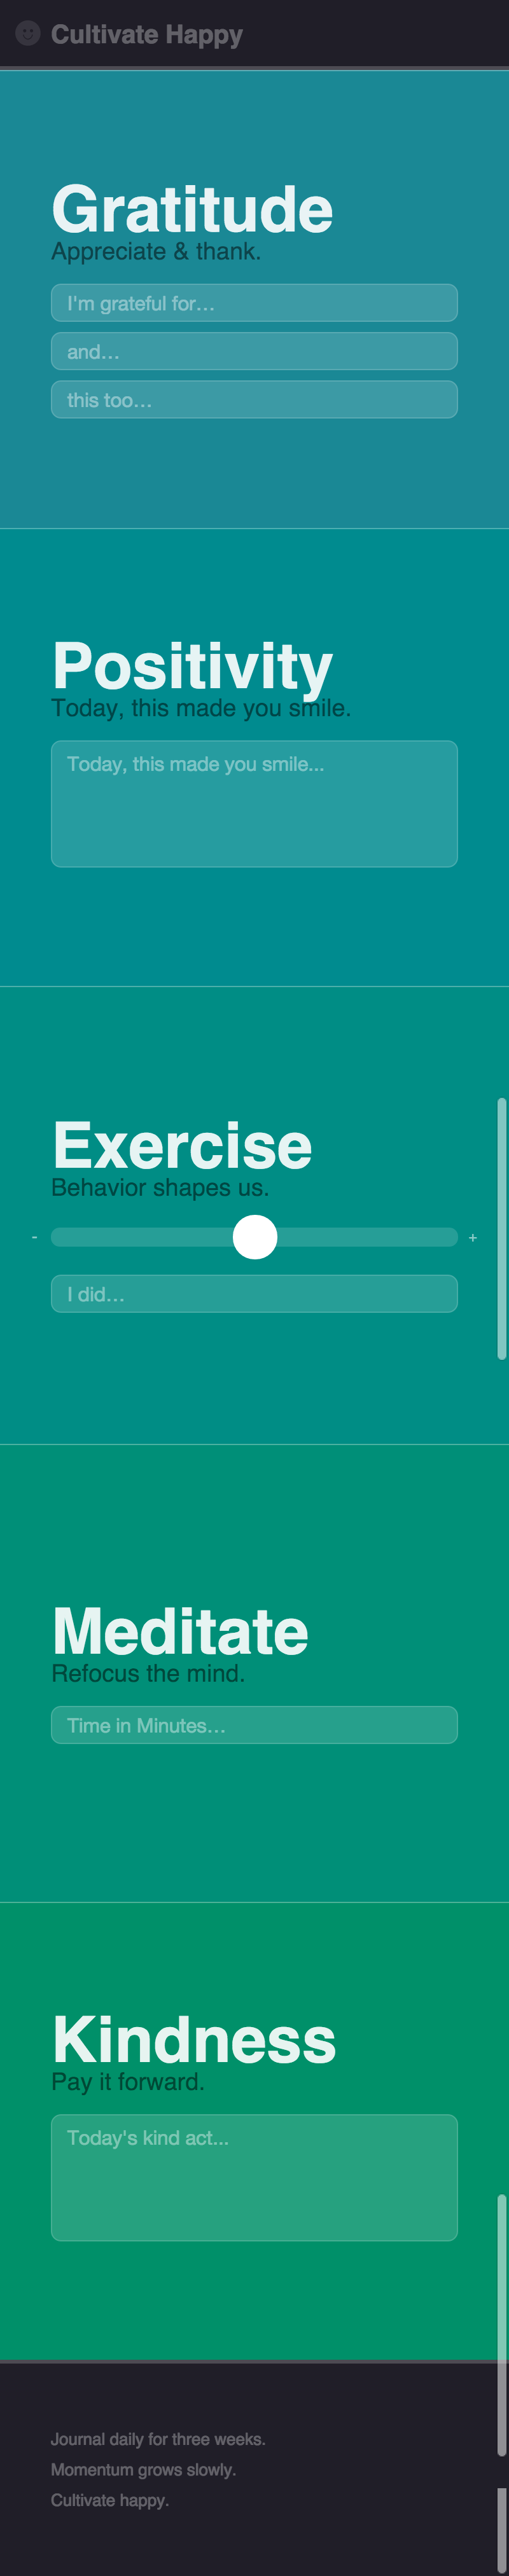 Cultivate Happy
Gratitude
Appreciate & thank.
I'm grateful for…
and…
this too…
Positivity
Today, this made you smile.
Today, this made you smile...
Exercise
Behavior shapes us.
- +
I did…
Meditate
Refocus the mind.
Time in Minutes…
Kindness
Pay it forward.
Today's kind act...
Journal daily for three weeks.
Momentum grows slowly.
Cultivate happy.